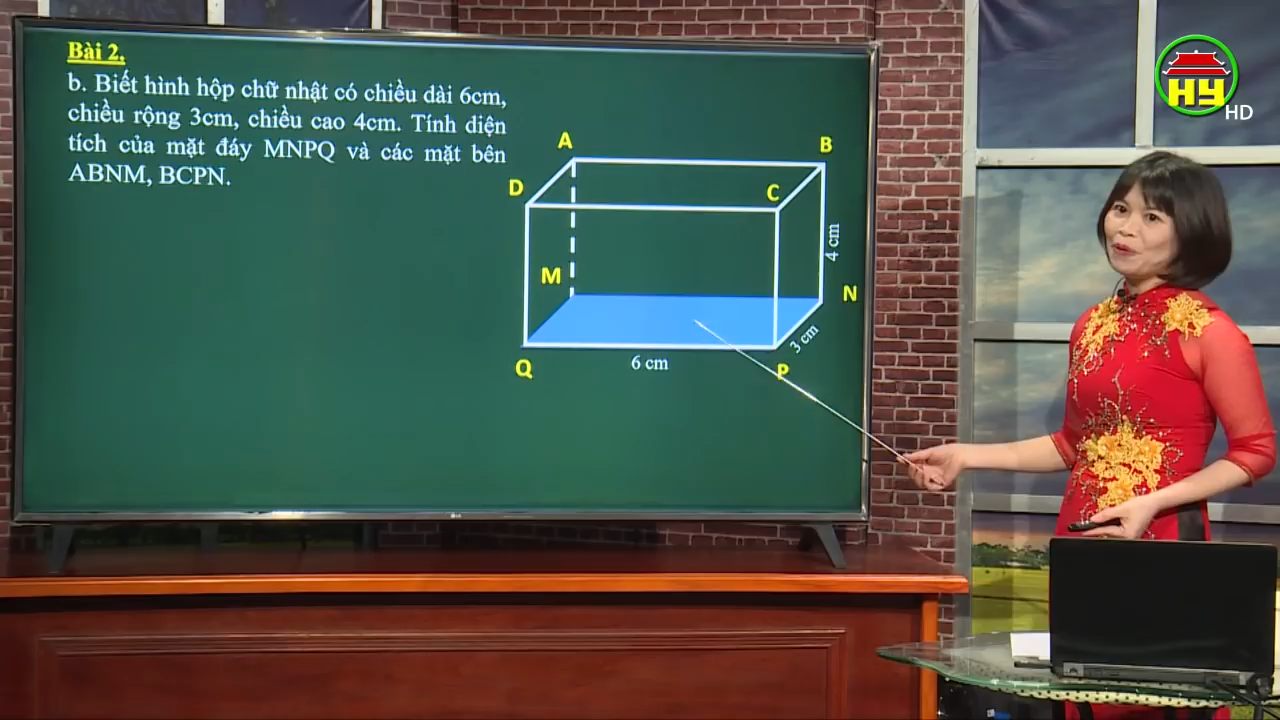 Bài 2.
b. Biết hình hộp chữ nhật có chiều dài 6cm,
chiều rộng 3cm, chiều cao 4cm. Tính diện
tích của mặt đáy MNPQ và các mặt bên
ABNM, BCPN.
A
B
D
C
4 cm
M
N
3 cm
6 cm
Q
P
HY
HD
LG